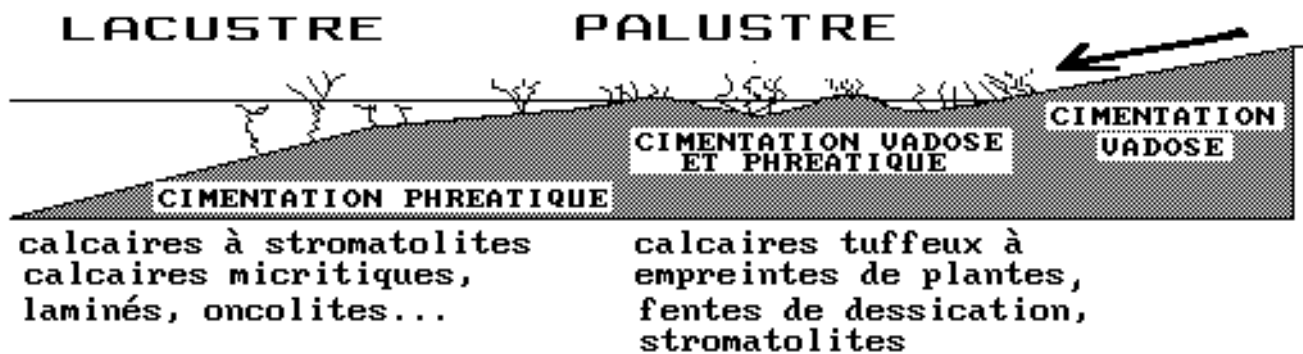 LACUSTRE
PALUSTRE
CIMENTATION
VADOSE
CIMENTATION VADOSE
ET PHREATIQUE
CIMENTATION PHREATIQUE
calcaires à stromatolites
calcaires micritiques,
laminés, oncolites...
calcaires tuffeux à
empreintes de plantes,
fentes de dessication,
stromatolites